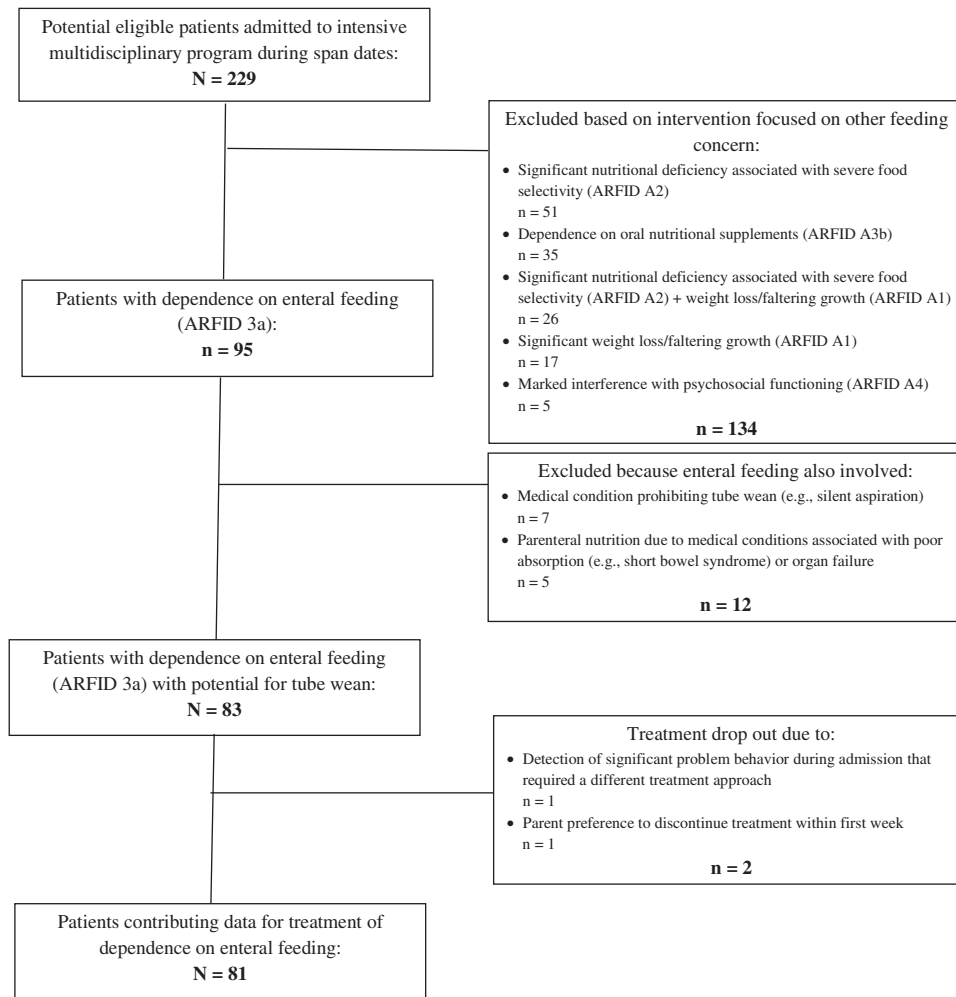 Potential eligible patients admitted to intensive
multidisciplinary program during span dates:
N = 229
Excluded based on intervention focused on other feeding
concern:
• Significant nutritional deficiency associated with severe food
selectivity (ARFID A2)
n = 51
• Dependence on oral nutritional supplements (ARFID A3b)
n = 35
• Significant nutritional deficiency associated with severe food
selectivity (ARFID A2) + weight loss/faltering growth (ARFID A1)
n = 26
• Significant weight loss/faltering growth (ARFID A1)
n = 17
• Marked interference with psychosocial functioning (ARFID A4)
n = 5
n = 134
Patients with dependence on enteral feeding
(ARFID 3a):
n = 95
Excluded because enteral feeding also involved:
• Medical condition prohibiting tube wean (e.g., silent aspiration)
n = 7
• Parenteral nutrition due to medical conditions associated with poor
absorption (e.g., short bowel syndrome) or organ failure
n = 5
n = 12
Patients with dependence on enteral feeding
(ARFID 3a) with potential for tube wean:
N = 83
Treatment drop out due to:
• Detection of significant problem behavior during admission that
required a different treatment approach
n = 1
• Parent preference to discontinue treatment within first week
n = 1
n = 2
Patients contributing data for treatment of
dependence on enteral feeding:
N = 81